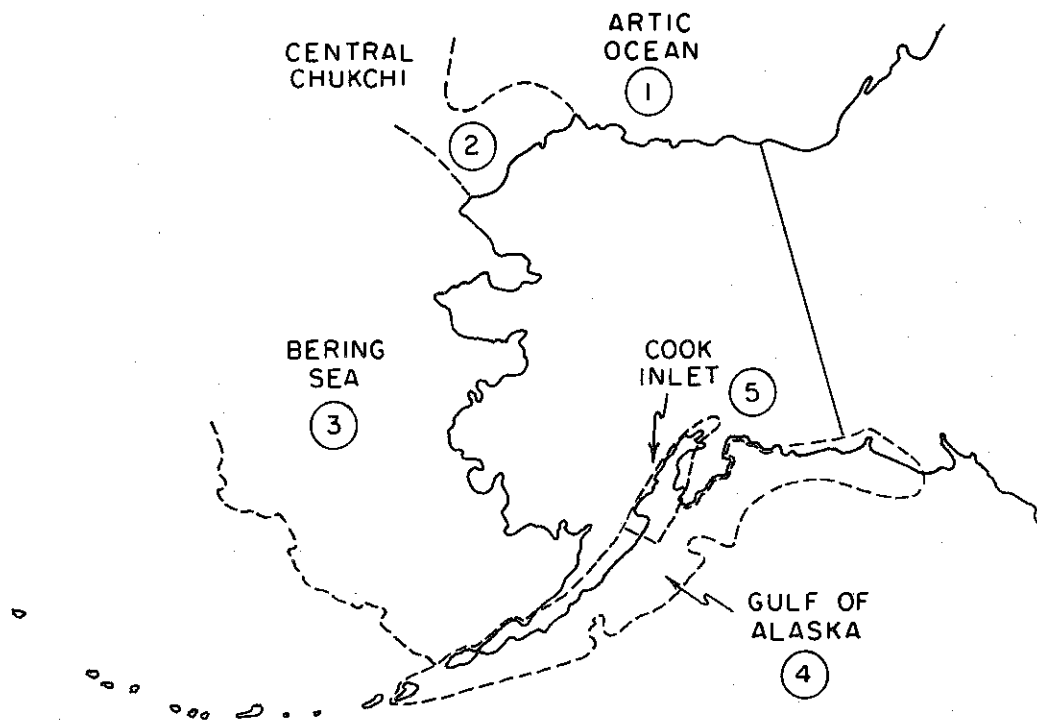 ARTIC
OCEAN
1
CENTRAL
CHUKCHI
2
BERING
SEA
3
COOK
INLET
5
GULF OF
ALASKA
4